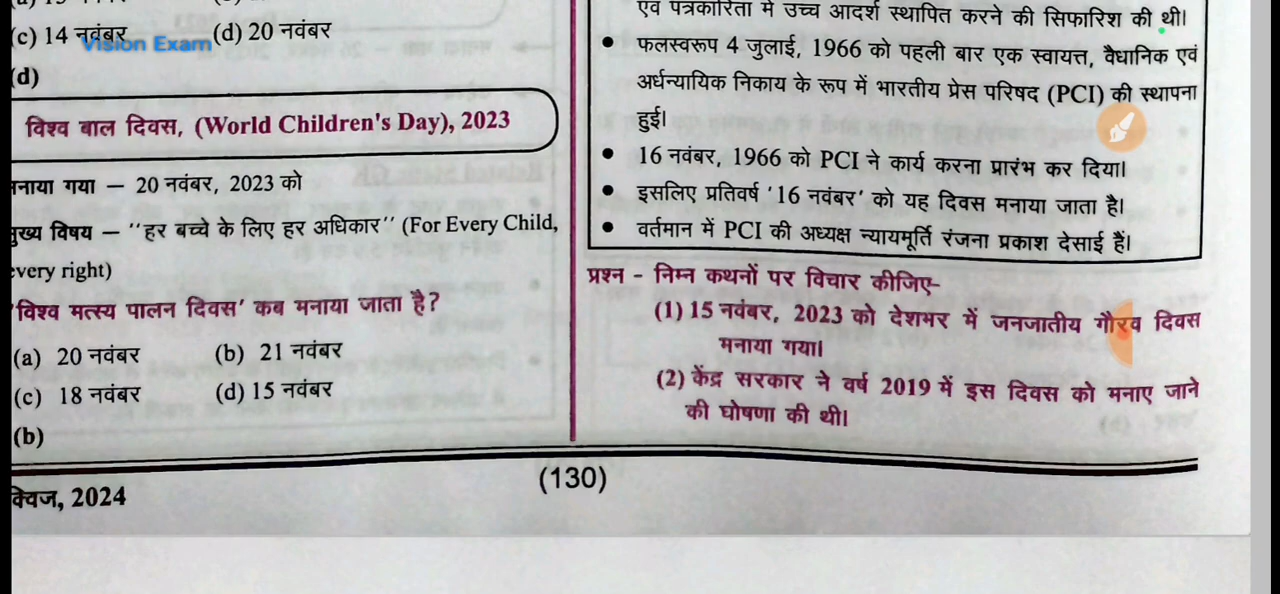 (c) 14 नवंबर (d) 20 नवंबर
Vision Exam
(d)
विश्व बाल दिवस, (World Children's Day), 2023
मनाया गया – 20 नवंबर, 2023 को
मुख्य विषय – ''हर बच्चे के लिए हर अधिकार'' (For Every Child,
every right)
'विश्व मत्स्य पालन दिवस' कब मनाया जाता है?
(a) 20 नवंबर (b) 21 नवंबर
(c) 18 नवंबर (d) 15 नवंबर
(b)
एवं पत्रकारिता में उच्च आदर्श स्थापित करने की सिफारिश की थी।
• फलस्वरूप 4 जुलाई, 1966 को पहली बार एक स्वायत्त, वैधानिक एवं
अर्धन्यायिक निकाय के रूप में भारतीय प्रेस परिषद (PCI) की स्थापना
हुई।
• 16 नवंबर, 1966 को PCI ने कार्य करना प्रारंभ कर दिया।
• इसलिए प्रतिवर्ष '16 नवंबर' को यह दिवस मनाया जाता है।
• वर्तमान में PCI की अध्यक्ष न्यायमूर्ति रंजना प्रकाश देसाई हैं।
प्रश्न - निम्न कथनों पर विचार कीजिए-
(1) 15 नवंबर, 2023 को देशभर में जनजातीय गौरव दिवस
मनाया गया।
(2) केंद्र सरकार ने वर्ष 2019 में इस दिवस को मनाए जाने
की घोषणा की थी।
(130)
क्विज, 2024